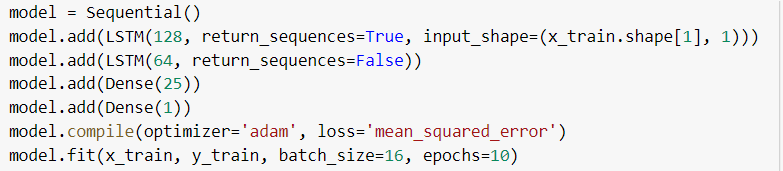 model = Sequential()
model.add(LSTM(128, return_sequences=True, input_shape=(x_train.shape[1], 1)))
model.add(LSTM(64, return_sequences=False))
model.add(Dense(25))
model.add(Dense(1))
model.compile(optimizer='adam', loss='mean_squared_error')
model.fit(x_train, y_train, batch_size=16, epochs=10)